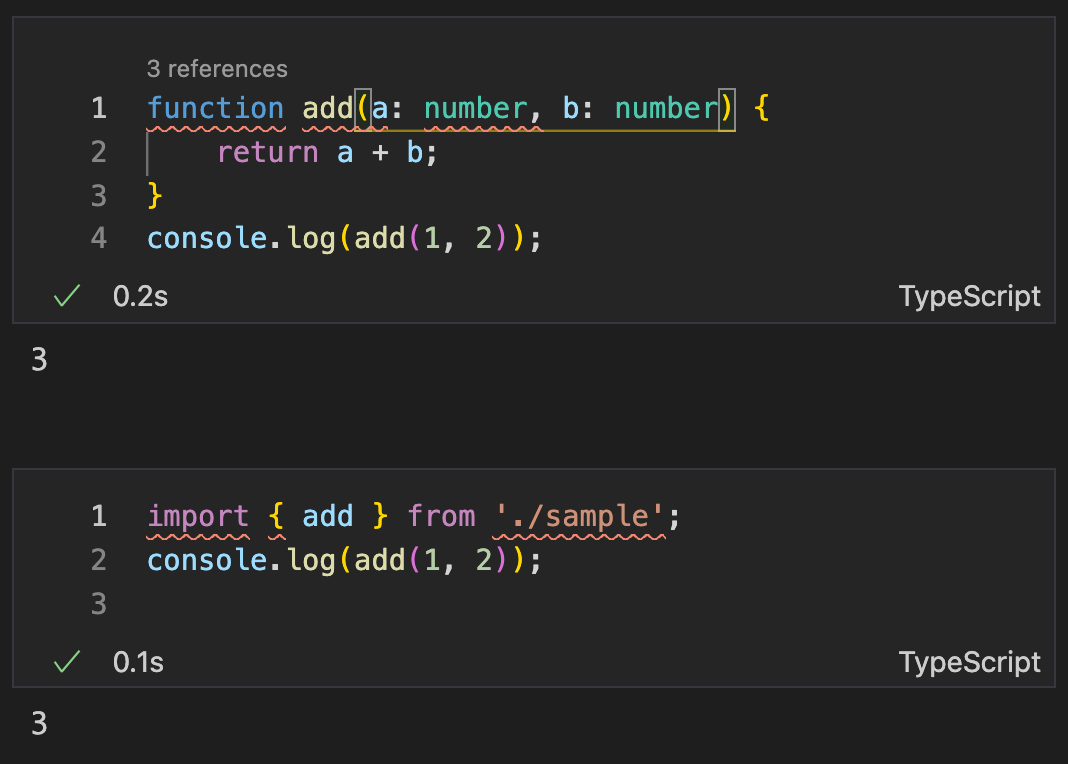 3 references
1 function add(a: number, b: number) {
2 return a + b;
3 }
4 console.log(add(1, 2));
0.2s TypeScript
3
1 import { add } from './sample';
2 console.log(add(1, 2));
3
0.1s TypeScript
3